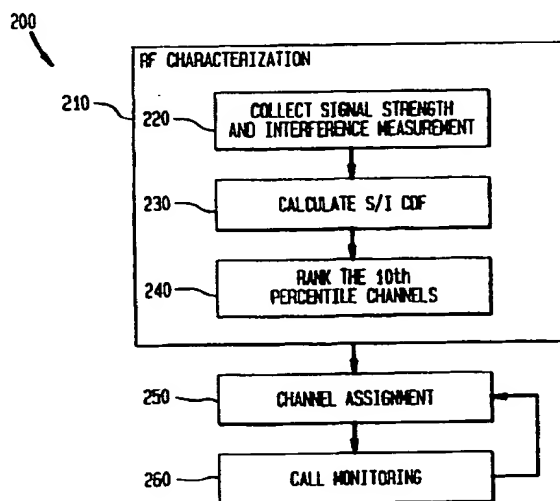 200
RF CHARACTERIZATION
210
220
COLLECT SIGNAL STRENGTH
AND INTERFERENCE MEASUREMENT
230
CALCULATE S/I CDF
240
RANK THE 10th
PERCENTILE CHANNELS
250
CHANNEL ASSIGNMENT
260
CALL MONITORING